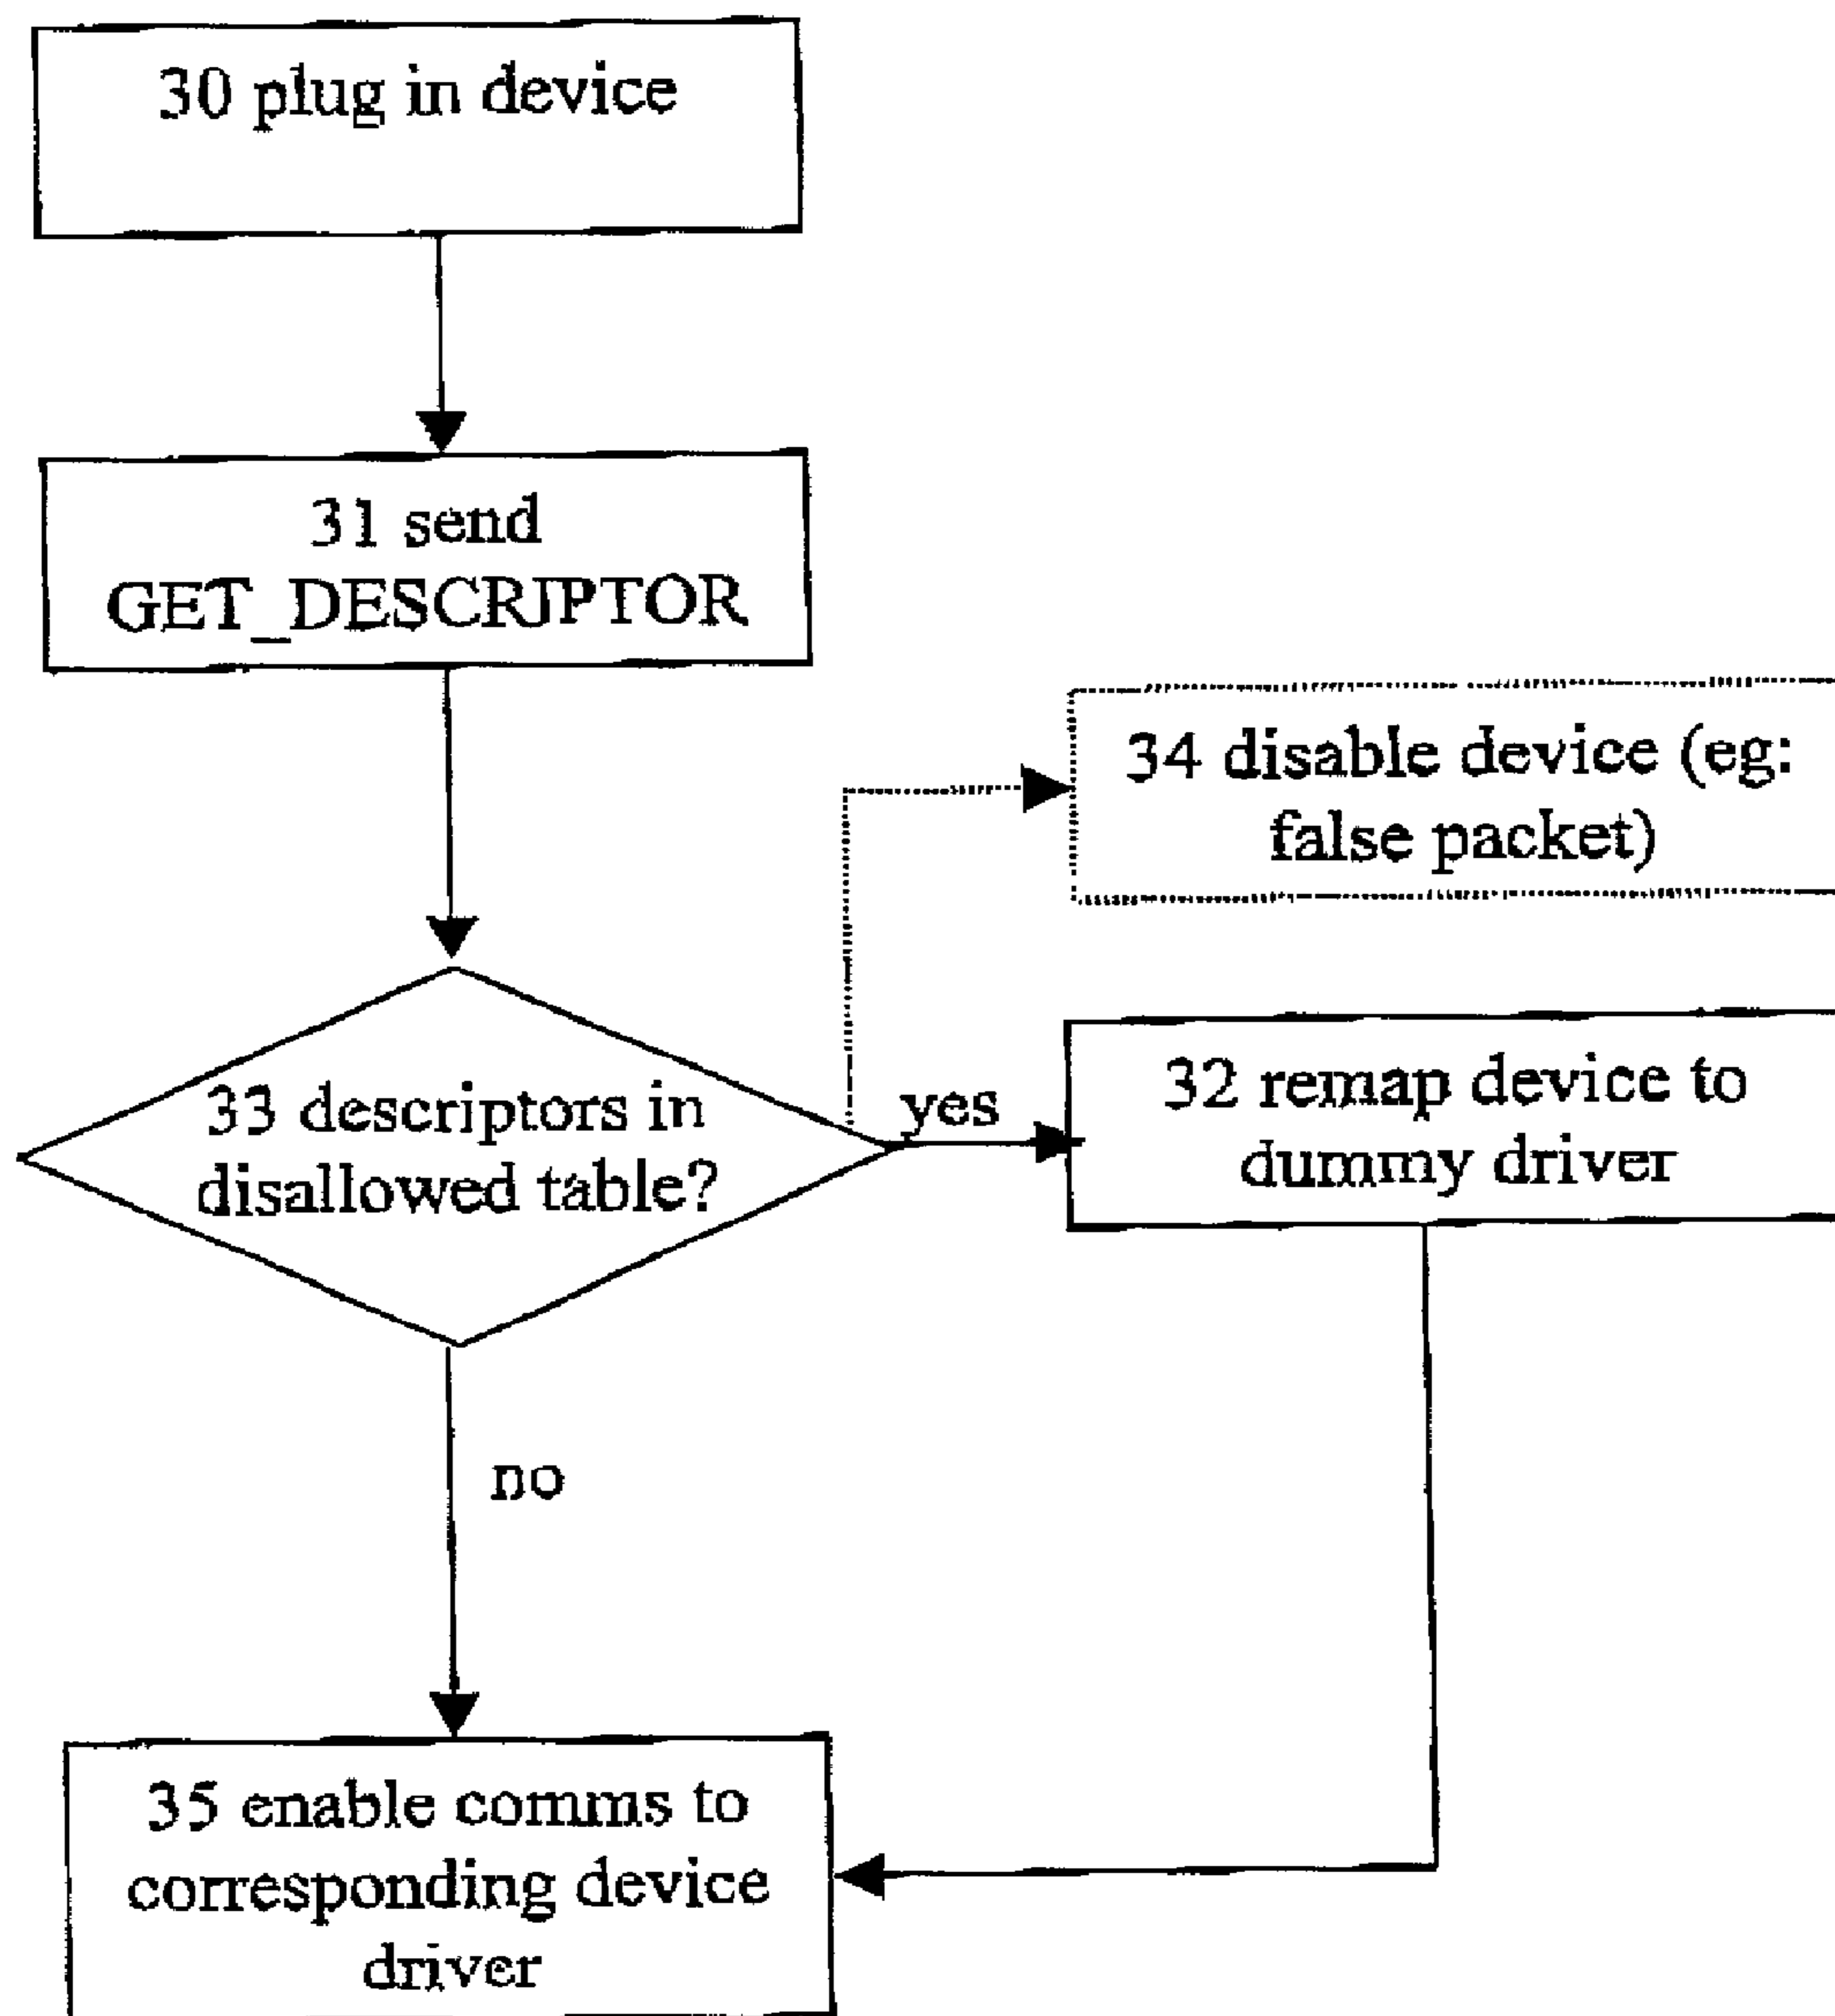 30 plug in device
31 send
GET_DESCRIPTOR
34 disable device (eg:
false packet)
33 descriptors in
disallowed table?
yes
32 remap device to
dummy driver
no
35 enable comms to
corresponding device
driver